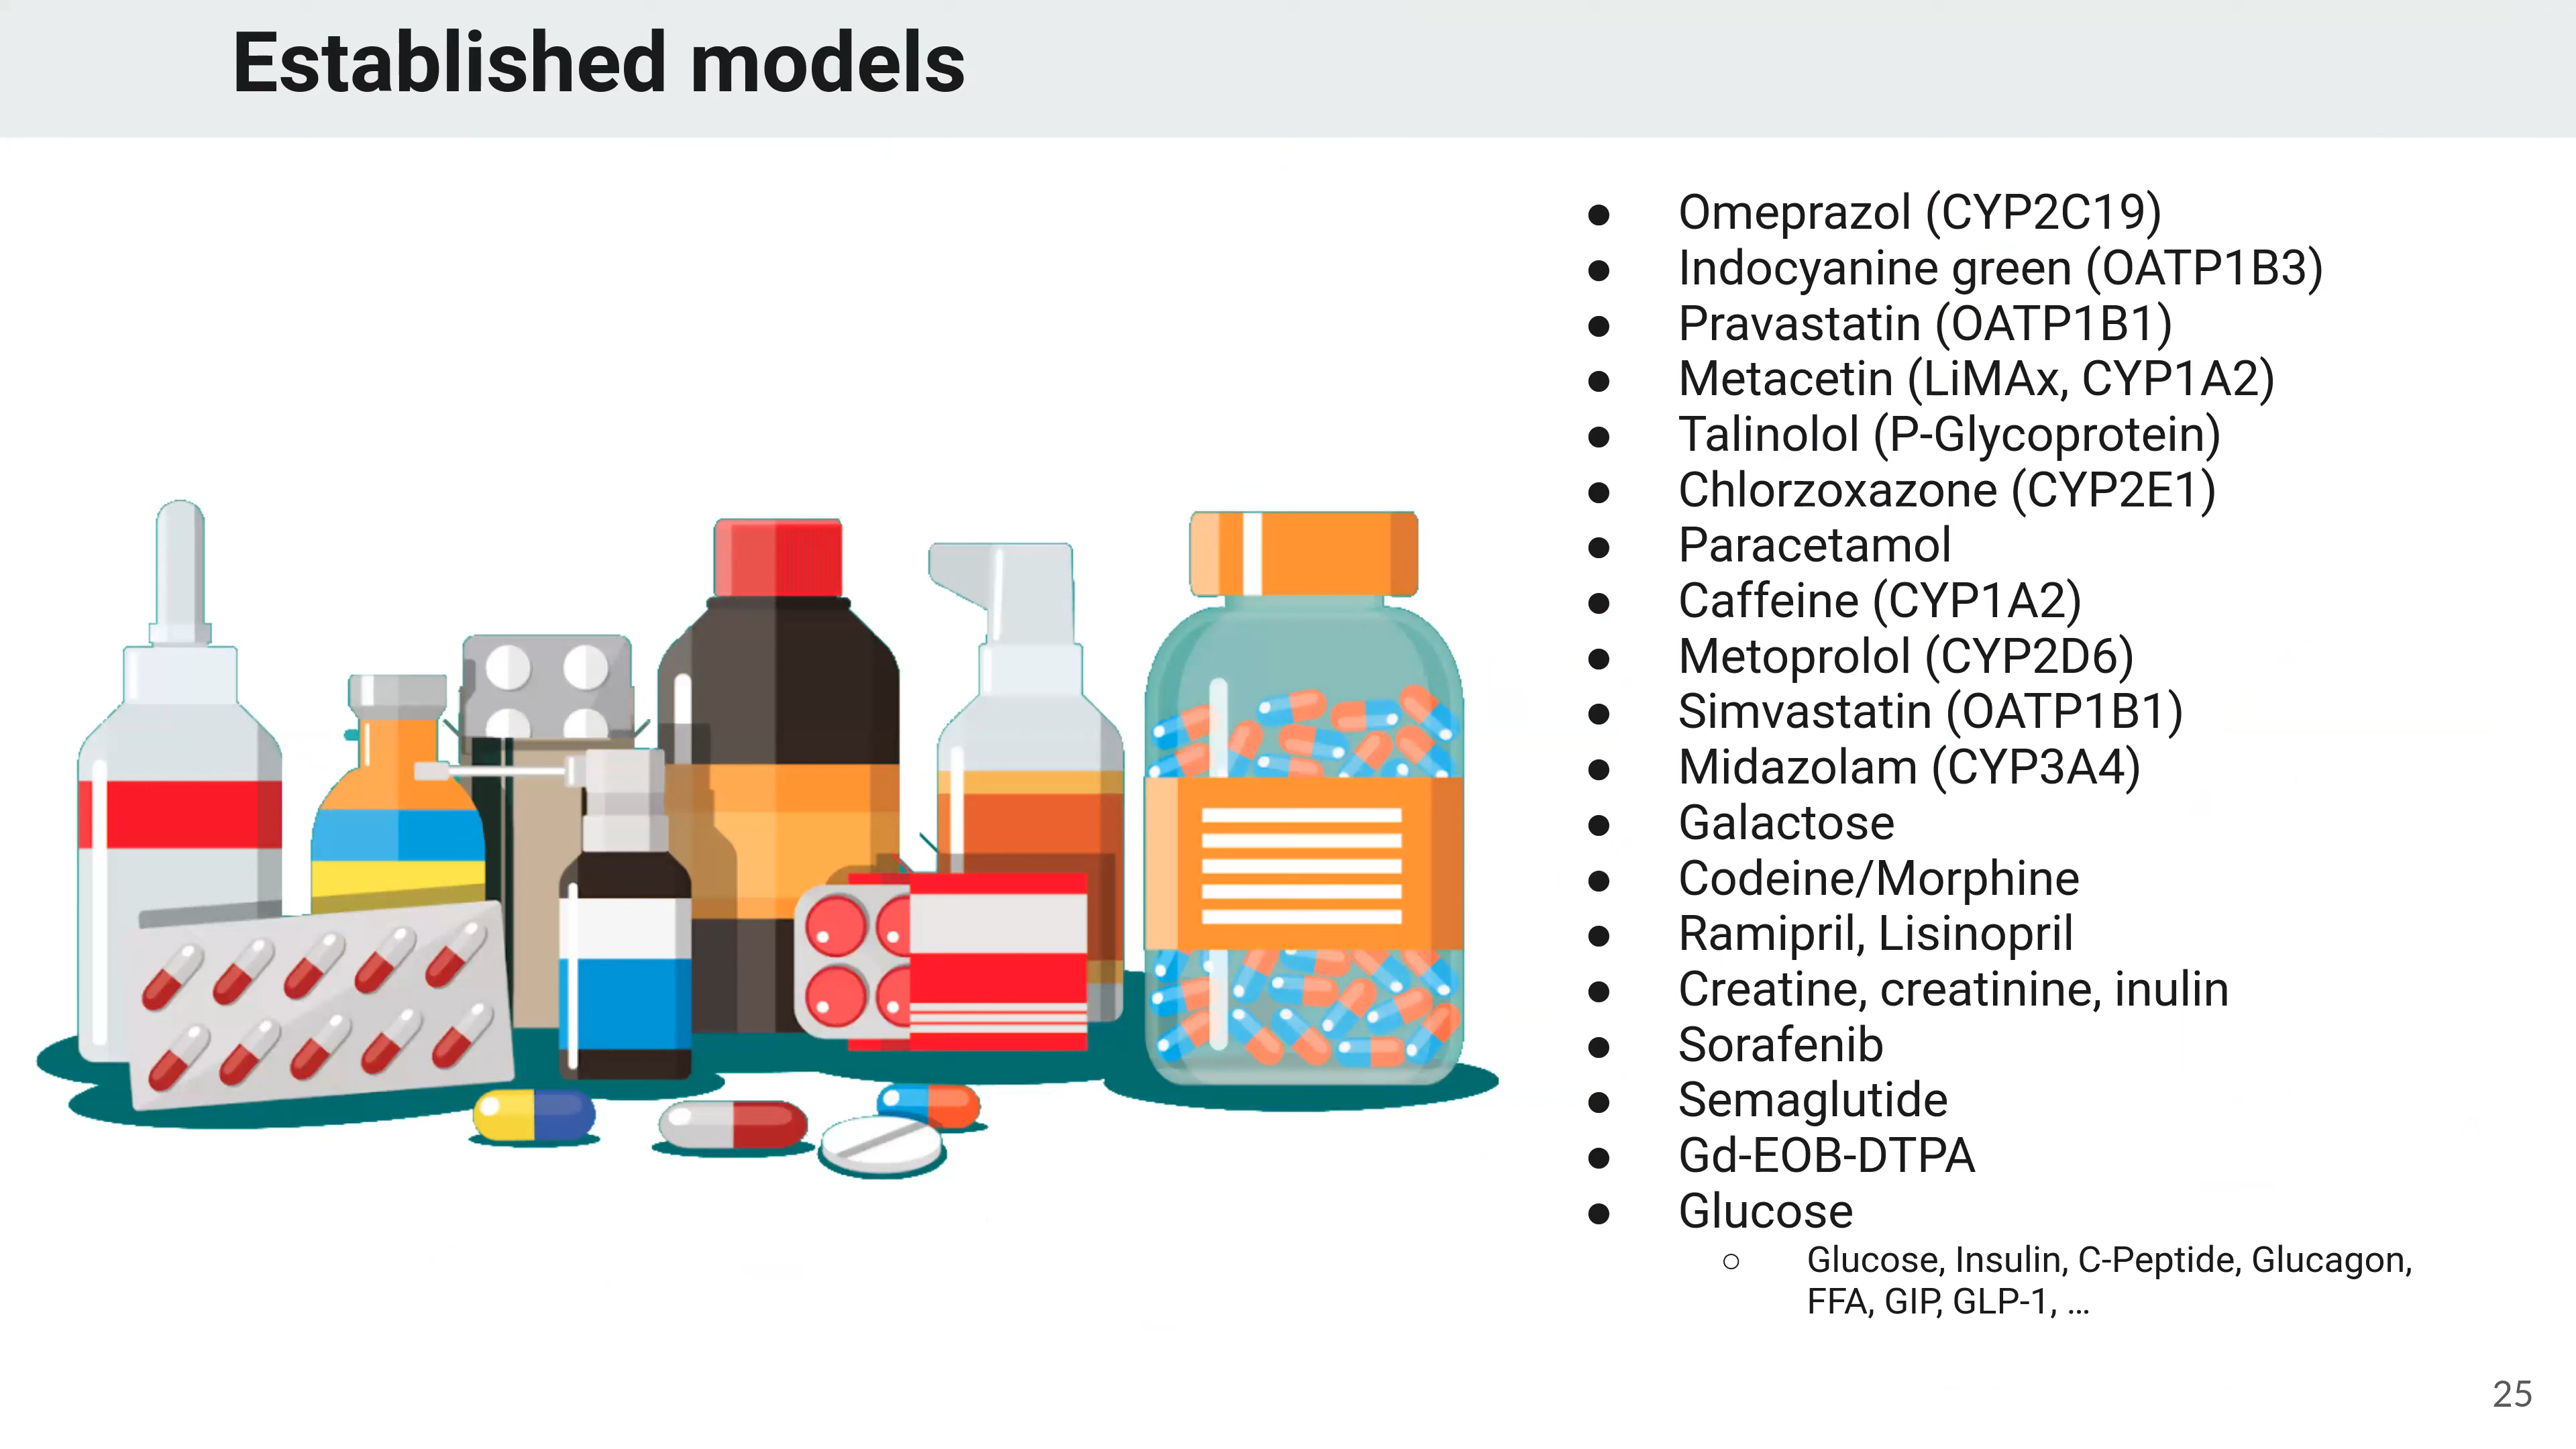 Established models
● Omeprazol (CYP2C19)
● Indocyanine green (OATP1B3)
● Pravastatin (OATP1B1)
● Metacetin (LiMAx, CYP1A2)
● Talinolol (P-Glycoprotein)
● Chlorzoxazone (CYP2E1)
● Paracetamol
● Caffeine (CYP1A2)
● Metoprolol (CYP2D6)
● Simvastatin (OATP1B1)
● Midazolam (CYP3A4)
● Galactose
● Codeine/Morphine
● Ramipril, Lisinopril
● Creatine, creatinine, inulin
● Sorafenib
● Semaglutide
● Gd-EOB-DTPA
● Glucose
○ Glucose, Insulin, C-Peptide, Glucagon,
FFA, GIP, GLP-1, …
25